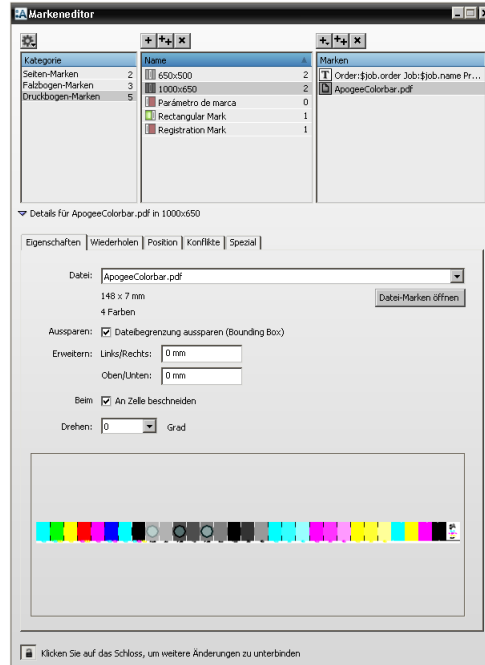 Markeneditor
Kategorie
Seiten-Marken 2
Falzbogen-Marken 3
Druckbogen-Marken 5
Name
650x500 2
1000x650 2
Parámetro de marca 0
Rectangular Mark 1
Registration Mark 1
Marken
Order:$job.order Job:$job.name Pr...
ApogeeColorbar.pdf
Details für ApogeeColorbar.pdf in 1000x650
Eigenschaften Wiederholen Position Konflikte Spezial
Datei: ApogeeColorbar.pdf
148 x 7 mm Datei-Marken öffnen
4 Farben
Aussparen: Dateibegrenzung aussparen (Bounding Box)
Erweitern: Links/Rechts: 0 mm
Oben/Unten: 0 mm
Beim An Zelle beschneiden
Drehen: 0 Grad
Klicken Sie auf das Schloss, um weitere Änderungen zu unterbinden